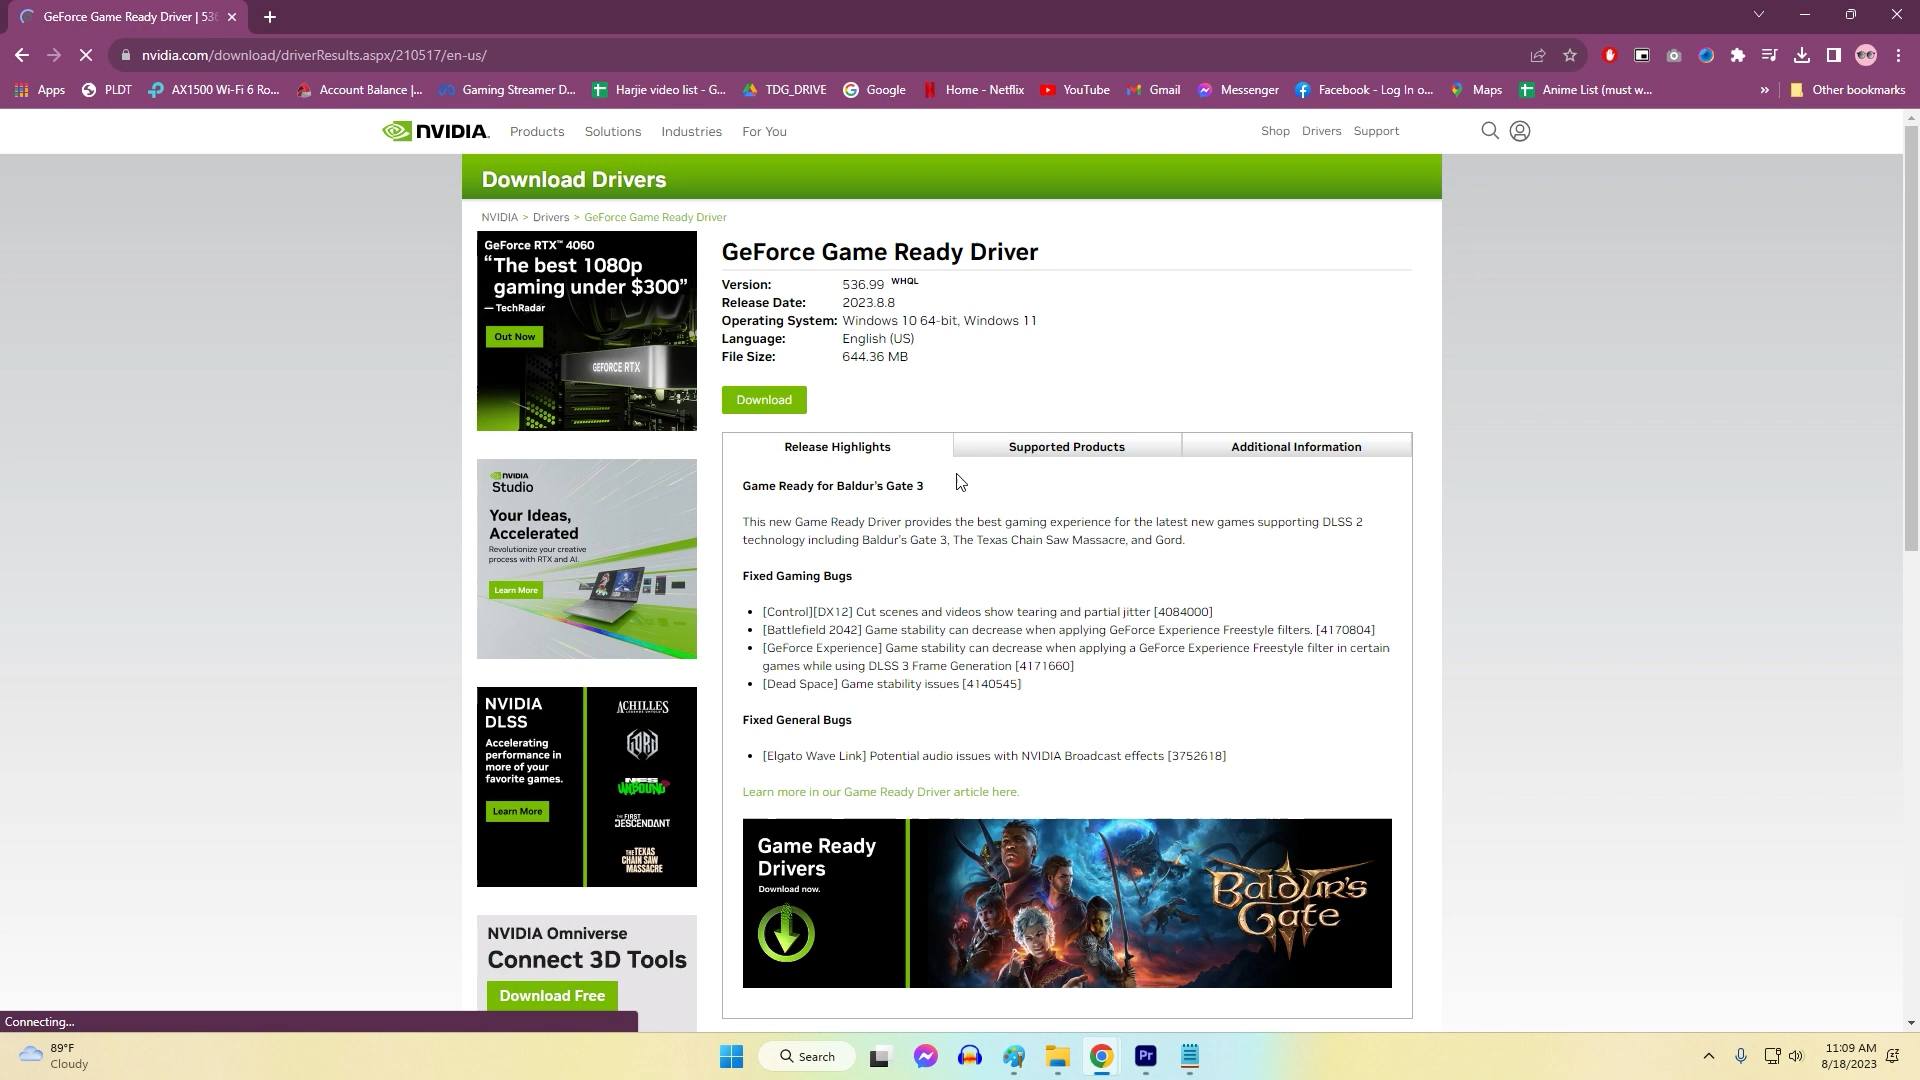 GeForce Game Ready Driver | 536
nvidia.com/download/driverResults.aspx/210517/en-us/
Apps
PLDT
AX1500 Wi-Fi 6 Ro...
Account Balance |...
Gaming Streamer D...
Harjie video list - G...
TDG_DRIVE
Google
Home - Netflix
YouTube
Gmail
Messenger
Facebook - Log In o...
Maps
Anime List (must w...
»
Other bookmarks
NVIDIA.
Products
Solutions
Industries
For You
Shop
Drivers
Support
Download Drivers
NVIDIA > Drivers > GeForce Game Ready Driver
GeForce RTX™ 4060
“The best 1080p
gaming under $300”
— TechRadar
Out Now
GEFORCE RTX
NVIDIA
Studio
Your Ideas,
Accelerated
Revolutionize your creative
process with RTX and AI.
Learn More
NVIDIA
DLSS
Accelerating
performance in
more of your
favorite games.
Learn More
ACHILLES
GORD
NFS
UNBOUND
THE FIRST
DESCENDANT
THE TEXAS
CHAIN SAW
MASSACRE
NVIDIA Omniverse
Connect 3D Tools
Download Free
GeForce Game Ready Driver
Version: 536.99 WHQL
Release Date: 2023.8.8
Operating System: Windows 10 64-bit, Windows 11
Language: English (US)
File Size: 644.36 MB
Download
Release Highlights
Supported Products
Additional Information
Game Ready for Baldur's Gate 3
This new Game Ready Driver provides the best gaming experience for the latest new games supporting DLSS 2
technology including Baldur's Gate 3, The Texas Chain Saw Massacre, and Gord.
Fixed Gaming Bugs
• [Control][DX12] Cut scenes and videos show tearing and partial jitter [4084000]
• [Battlefield 2042] Game stability can decrease when applying GeForce Experience Freestyle filters. [4170804]
• [GeForce Experience] Game stability can decrease when applying a GeForce Experience Freestyle filter in certain
games while using DLSS 3 Frame Generation [4171660]
• [Dead Space] Game stability issues [4140545]
Fixed General Bugs
• [Elgato Wave Link] Potential audio issues with NVIDIA Broadcast effects [3752618]
Learn more in our Game Ready Driver article here.
Game Ready
Drivers
Download now.
BALDUR'S
GATE
Connecting...
89°F
Cloudy
Search
Pr
11:09 AM
8/18/2023